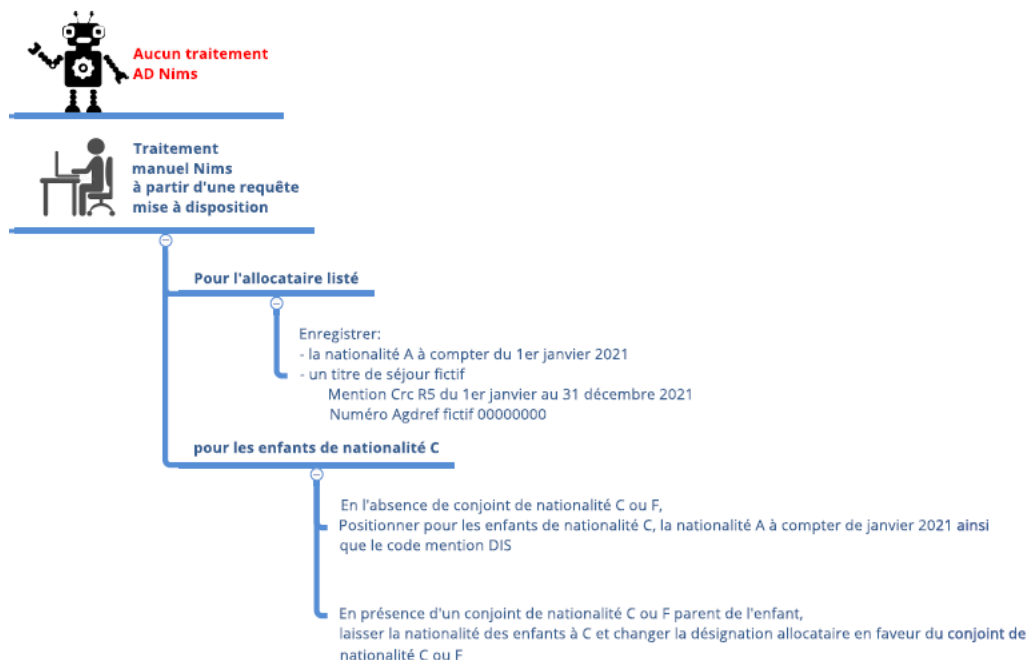 Aucun traitement
AD Nims
Traitement
manuel Nims
à partir d'une requête
mise à disposition
Pour l'allocataire listé
Enregistrer:
- la nationalité A à compter du 1er janvier 2021
- un titre de séjour fictif
Mention Crc R5 du 1er janvier au 31 décembre 2021
Numéro Agdref fictif 00000000
pour les enfants de nationalité C
En l'absence de conjoint de nationalité C ou F,
Positionner pour les enfants de nationalité C, la nationalité A à compter de janvier 2021 ainsi
que le code mention DIS
En présence d'un conjoint de nationalité C ou F parent de l'enfant,
laisser la nationalité des enfants à C et changer la désignation allocataire en faveur du conjoint de
nationalité C ou F